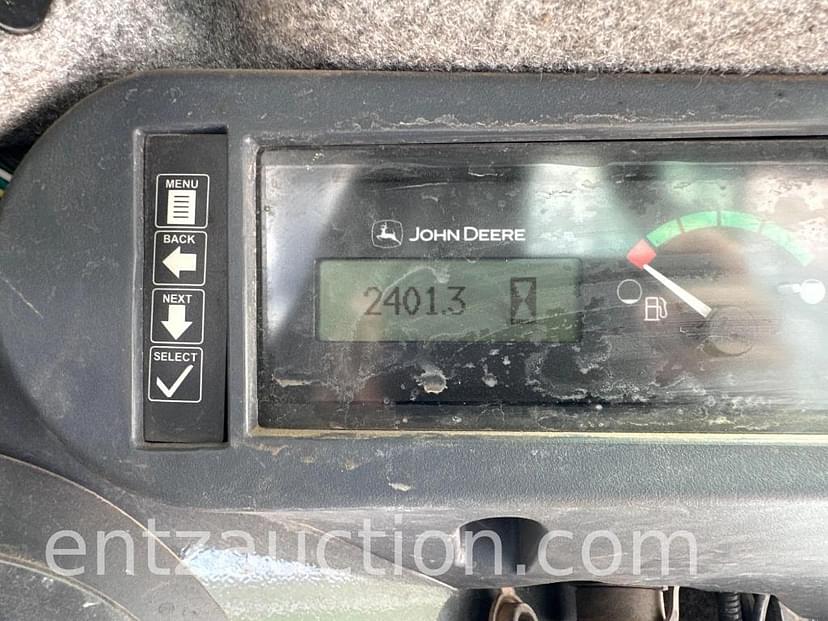 MENU
BACK
NEXT
SELECT
JOHN DEERE
2401.3
entzauction.com